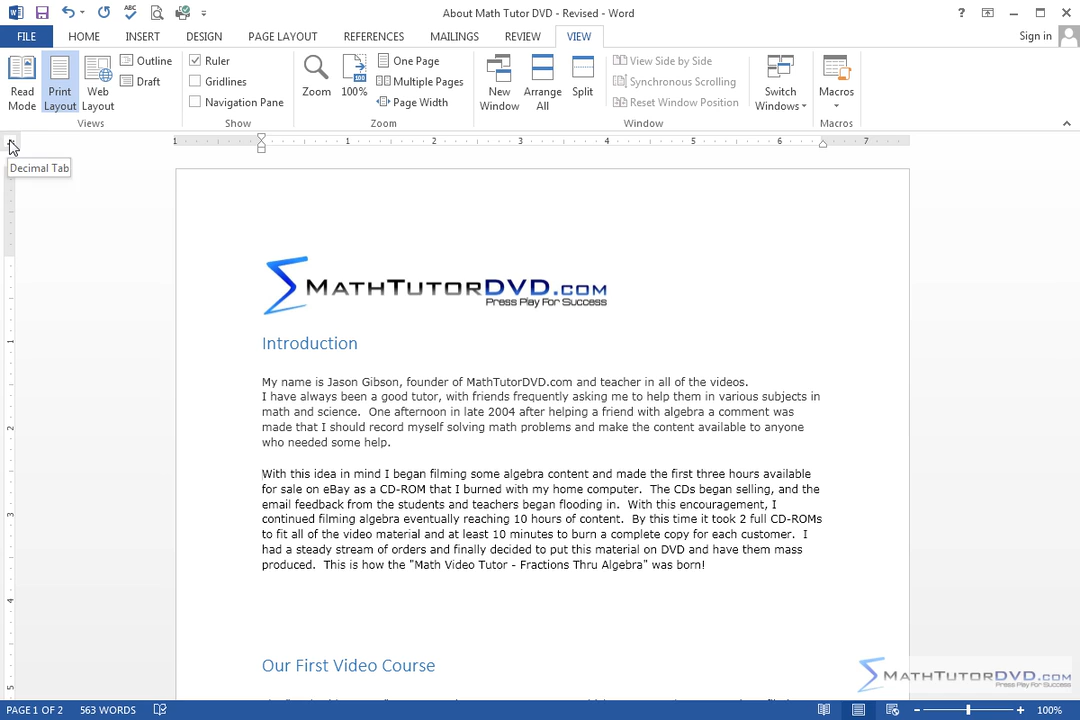 About Math Tutor DVD - Revised - Word
FILE HOME INSERT DESIGN PAGE LAYOUT REFERENCES MAILINGS REVIEW VIEW Sign in
Read Mode
Print Layout
Web Layout
Outline
Draft
Views
Ruler
Gridlines
Navigation Pane
Show
Zoom
100%
One Page
Multiple Pages
Page Width
Zoom
New Window
Arrange All
Split
View Side by Side
Synchronous Scrolling
Reset Window Position
Window
Switch Windows
Macros
Macros
1 1 2 3 4 5 6 7
Decimal Tab
MATHTUTORDVD.COM
Press Play For Success
Introduction
My name is Jason Gibson, founder of MathTutorDVD.com and teacher in all of the videos.
I have always been a good tutor, with friends frequently asking me to help them in various subjects in
math and science.  One afternoon in late 2004 after helping a friend with algebra a comment was
made that I should record myself solving math problems and make the content available to anyone
who needed some help.
With this idea in mind I began filming some algebra content and made the first three hours available
for sale on eBay as a CD-ROM that I burned with my home computer.  The CDs began selling, and the
email feedback from the students and teachers began flooding in.  With this encouragement, I
continued filming algebra eventually reaching 10 hours of content.  By this time it took 2 full CD-ROMs
to fit all of the video material and at least 10 minutes to burn a complete copy for each customer.  I
had a steady stream of orders and finally decided to put this material on DVD and have them mass
produced.  This is how the "Math Video Tutor - Fractions Thru Algebra" was born!
Our First Video Course
MATHTUTORDVD.COM
Press Play For Success
PAGE 1 OF 2 563 WORDS 100%